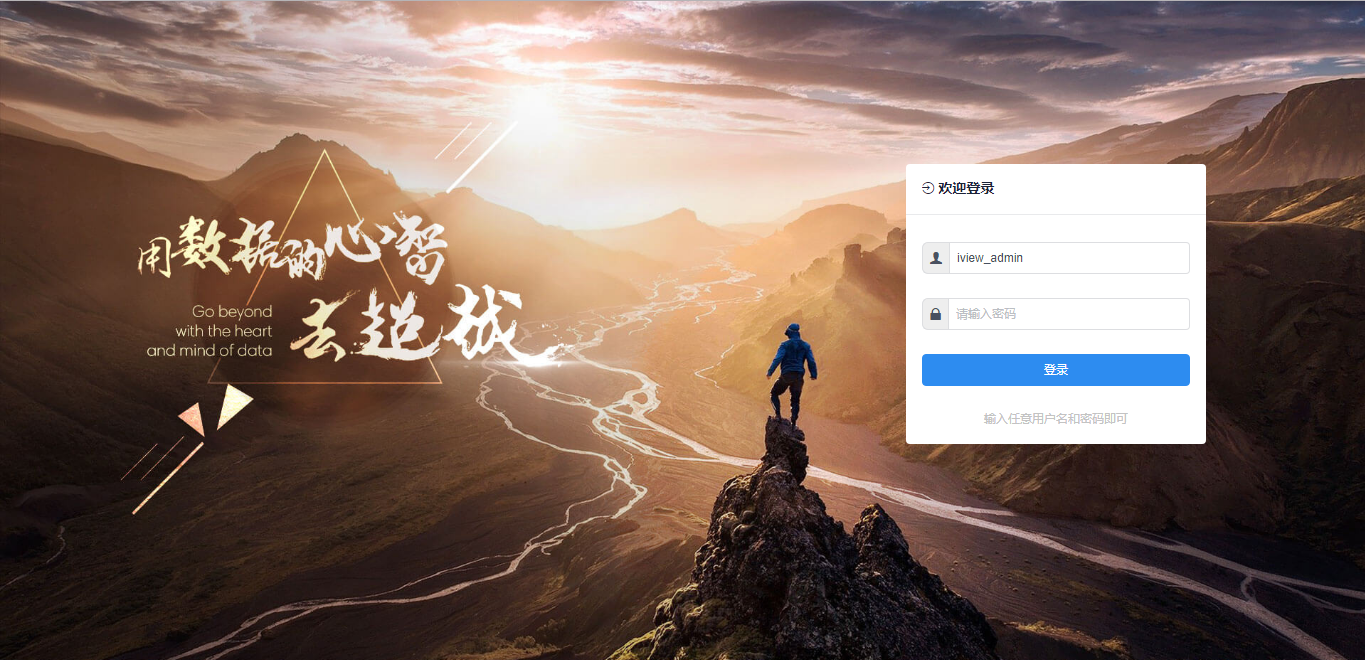 用数据的心智
去超越
Go beyond
with the heart
and mind of data
欢迎登录
iview_admin
请输入密码
登录
输入任意用户名和密码即可